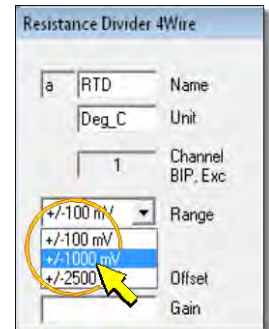 Resistance Divider 4Wire
a RTD Name
Deg_C Unit
1 Channel
BIP, Exc
+/-100 mV Range
+/-100 mV
+/-1000 mV
+/-2500 Offset
Gain